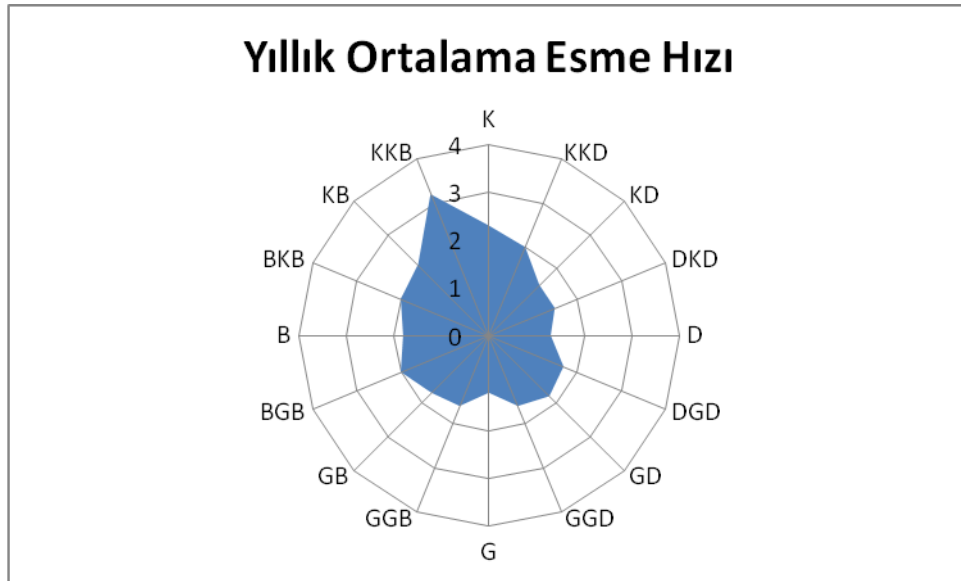 Yıllık Ortalama Esme Hızı
K
KKD
KD
DKD
D
DGD
GD
GGD
G
GGB
GB
BGB
B
BKB
KB
KKB
4
3
2
1
0